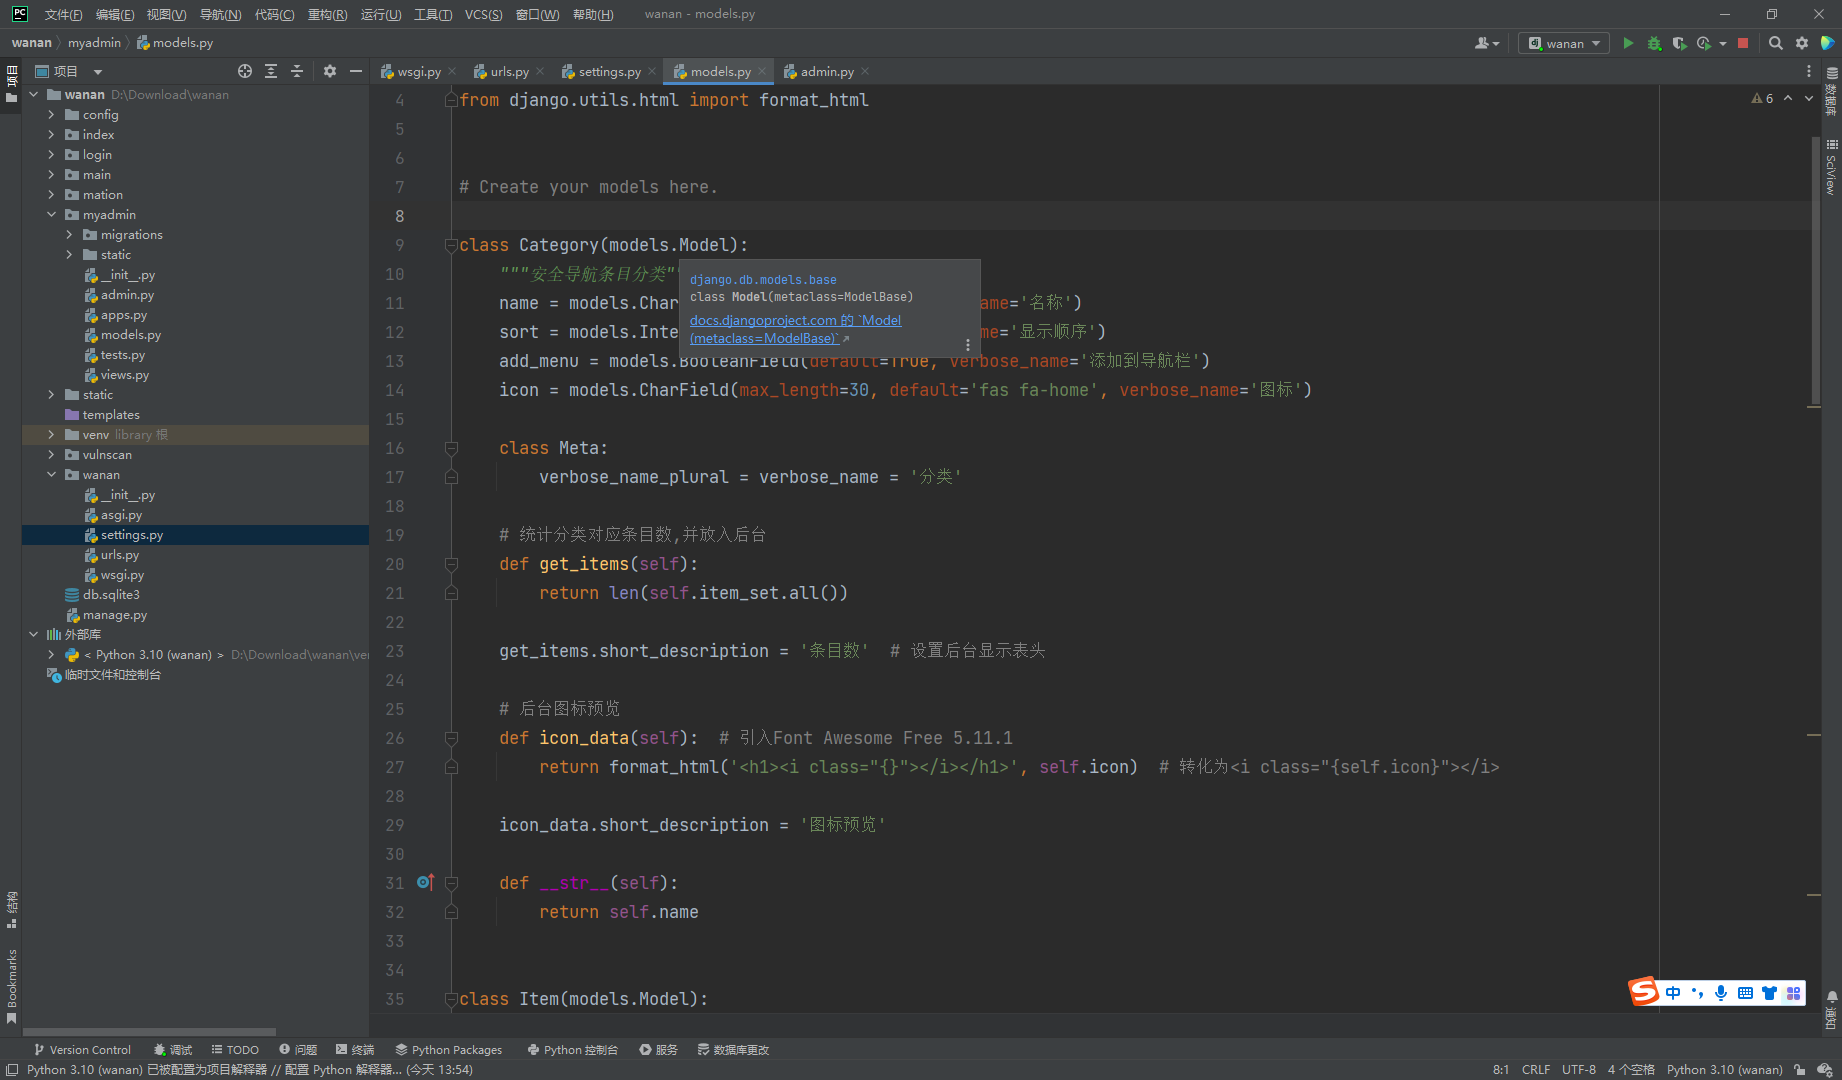 文件(F) 编辑(E) 视图(V) 导航(N) 代码(C) 重构(R) 运行(U) 工具(T) VCS(S) 窗口(W) 帮助(H) wanan - models.py
wanan myadmin models.py
wanan
项目
wsgi.py urls.py settings.py models.py admin.py
项目
wanan D:\Download\wanan
config
index
login
main
mation
myadmin
migrations
static
__init__.py
admin.py
apps.py
models.py
tests.py
views.py
static
templates
venv library 根
vulnscan
wanan
__init__.py
asgi.py
settings.py
urls.py
wsgi.py
db.sqlite3
manage.py
外部库
< Python 3.10 (wanan) > D:\Download\wanan\ve
临时文件和控制台
结构
Bookmarks
4 from django.utils.html import format_html
5
6
7 # Create your models here.
8
9 class Category(models.Model):
10 """安全导航条目分类"
11 name = models.Char ame='名称')
12 sort = models.Inte me='显示顺序')
13 add_menu = models.BooleanField(default=True, verbose_name='添加到导航栏')
14 icon = models.CharField(max_length=30, default='fas fa-home', verbose_name='图标')
15
16 class Meta:
17 verbose_name_plural = verbose_name = '分类'
18
19 # 统计分类对应条目数,并放入后台
20 def get_items(self):
21 return len(self.item_set.all())
22
23 get_items.short_description = '条目数' # 设置后台显示表头
24
25 # 后台图标预览
26 def icon_data(self): # 引入Font Awesome Free 5.11.1
27 return format_html('<h1><i class="{}"></i></h1>', self.icon) # 转化为<i class="{self.icon}"></i>
28
29 icon_data.short_description = '图标预览'
30
31 def __str__(self):
32 return self.name
33
34
35 class Item(models.Model):
django.db.models.base
class Model(metaclass=ModelBase)
docs.djangoproject.com 的 `Model
(metaclass=ModelBase)`
6
数据库
SciView
通知
中
Version Control 调试 TODO 问题 终端 Python Packages Python 控制台 服务 数据库更改
Python 3.10 (wanan) 已被配置为项目解释器 // 配置 Python 解释器... (今天 13:54) 8:1 CRLF UTF-8 4 个空格 Python 3.10 (wanan)